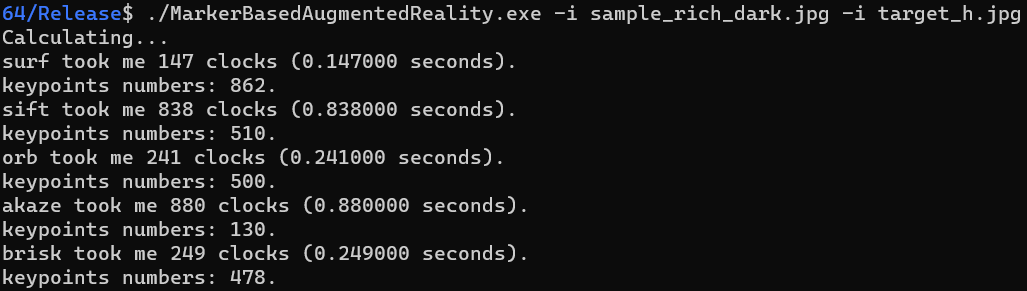 64/Release$ ./MarkerBasedAugmentedReality.exe -i sample_rich_dark.jpg -i target_h.jpg
Calculating...
surf took me 147 clocks (0.147000 seconds).
keypoints numbers: 862.
sift took me 838 clocks (0.838000 seconds).
keypoints numbers: 510.
orb took me 241 clocks (0.241000 seconds).
keypoints numbers: 500.
akaze took me 880 clocks (0.880000 seconds).
keypoints numbers: 130.
brisk took me 249 clocks (0.249000 seconds).
keypoints numbers: 478.